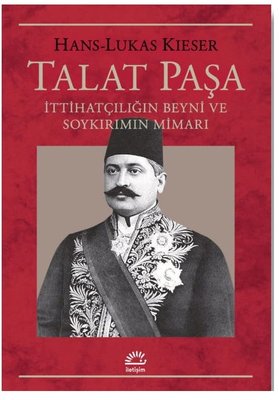 HANS-LUKAS KIESER
TALAT PAŞA
İTTİHATÇILIĞIN BEYNİ VE
SOYKIRIMIN MİMARI
iletişim